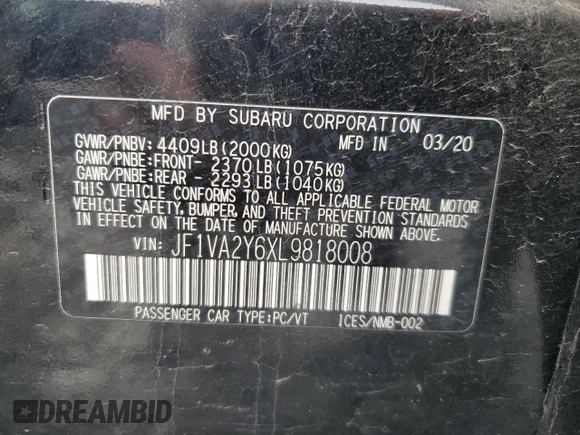 MFD BY SUBARU CORPORATION
GVWR/PNBV: 4409LB(2000KG) MFD IN 03/20
GAWR/PNBE:FRONT- 2370LB(1075KG)
GAWR/PNBE:REAR - 2293LB(1040KG)
THIS VEHICLE CONFORMS TO ALL APPLICABLE FEDERAL MOTOR
VEHICLE SAFETY, BUMPER, AND THEFT PREVENTION STANDARDS
IN EFFECT ON THE DATE OF MANUFACTURE SHOWN ABOVE.
VIN: JF1VA2Y6XL9818008
PASSENGER CAR TYPE:PC/VT ICES/NMB-002
DREAMBID